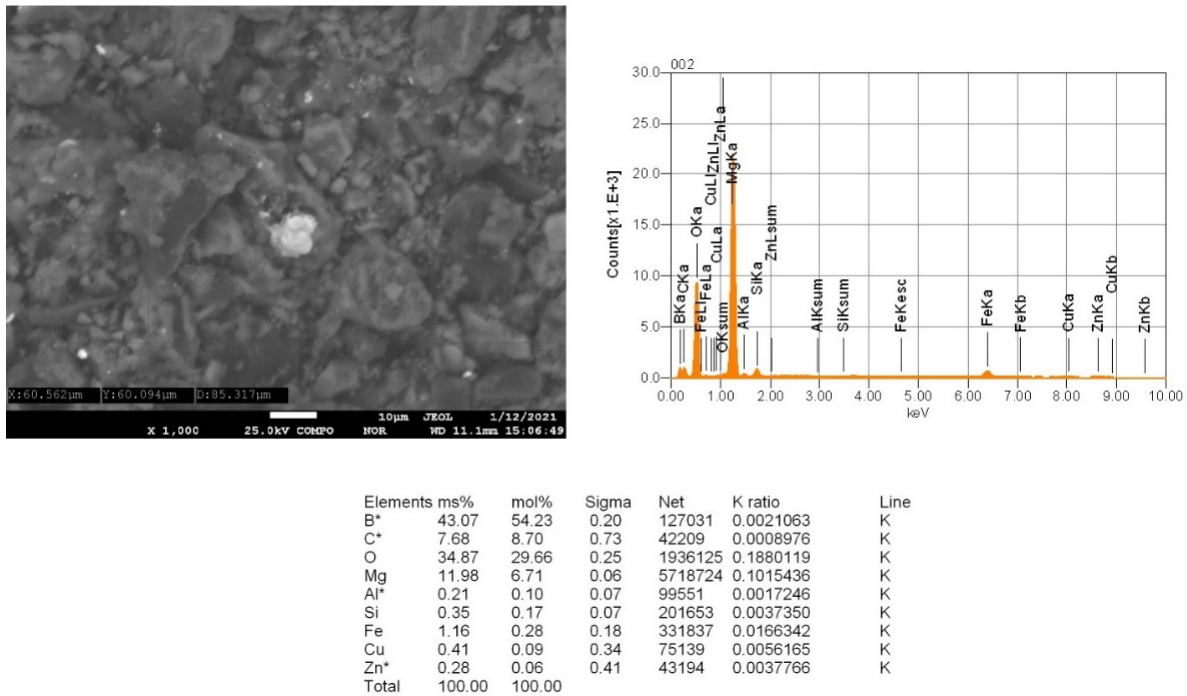 X:60.562µm Y:60.094µm D:85.317µm
10µm JEOL 1/12/2021
X 1,000 25.0kV COMPO NOR WD 11.1mm 15:06:49
002
30.0
25.0
20.0
15.0
10.0
5.0
0.0
Counts[x1.E+3]
BKa
CKa
OKa
FeLl
FeLa
CuLl
CuLa
ZnLl
ZnLa
OKsum
MgKa
AlKa
SiKa
ZnLsum
AlKsum
SiKsum
FeKesc
FeKa
FeKb
CuKa
ZnKa
CuKb
ZnKb
0.00 1.00 2.00 3.00 4.00 5.00 6.00 7.00 8.00 9.00 10.00
keV
Elements ms% mol% Sigma Net K ratio Line
B* 43.07 54.23 0.20 127031 0.0021063 K
C* 7.68 8.70 0.73 42209 0.0008976 K
O 34.87 29.66 0.25 1936125 0.1880119 K
Mg 11.98 6.71 0.06 5718724 0.1015436 K
Al* 0.21 0.10 0.07 99551 0.0017246 K
Si 0.35 0.17 0.07 201653 0.0037350 K
Fe 1.16 0.28 0.18 331837 0.0166342 K
Cu 0.41 0.09 0.34 75139 0.0056165 K
Zn* 0.28 0.06 0.41 43194 0.0037766 K
Total 100.00 100.00